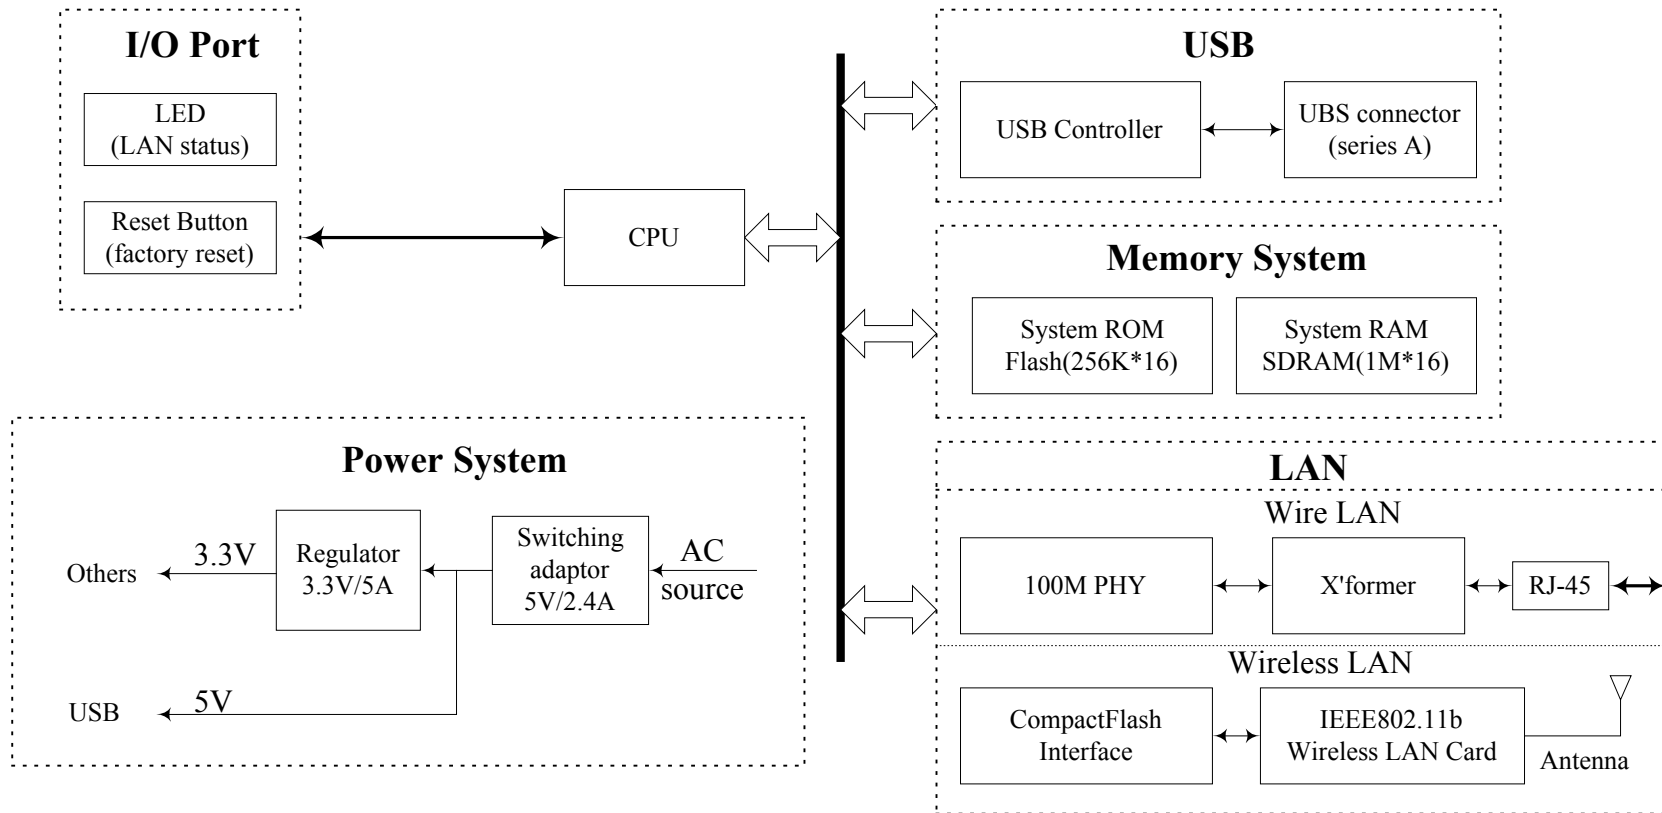 I/O Port
LED
(LAN status)
Reset Button
(factory reset)
CPU
USB
USB Controller
UBS connector
(series A)
Memory System
System ROM
Flash(256K*16)
System RAM
SDRAM(1M*16)
Power System
Others
3.3V
Regulator
3.3V/5A
Switching
adaptor
5V/2.4A
AC
source
USB
5V
LAN
Wire LAN
100M PHY
X'former
RJ-45
Wireless LAN
CompactFlash
Interface
IEEE802.11b
Wireless LAN Card
Antenna